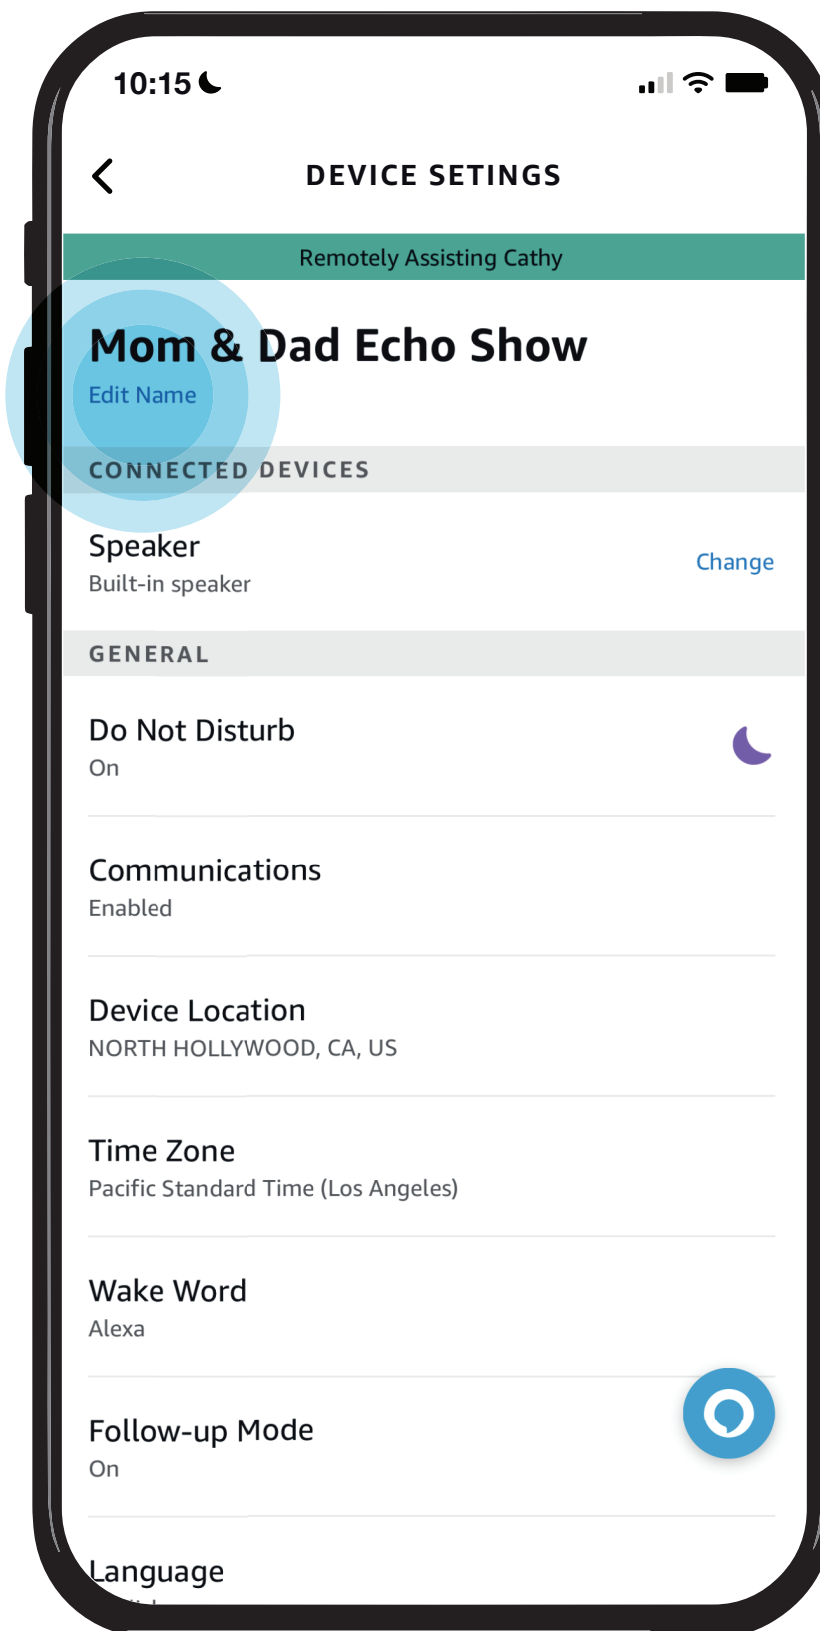 10:15
DEVICE SETINGS
Remotely Assisting Cathy
Mom & Dad Echo Show
Edit Name
CONNECTED DEVICES
Speaker
Built-in speaker
Change
GENERAL
Do Not Disturb
On
Communications
Enabled
Device Location
NORTH HOLLYWOOD, CA, US
Time Zone
Pacific Standard Time (Los Angeles)
Wake Word
Alexa
Follow-up Mode
On
Language